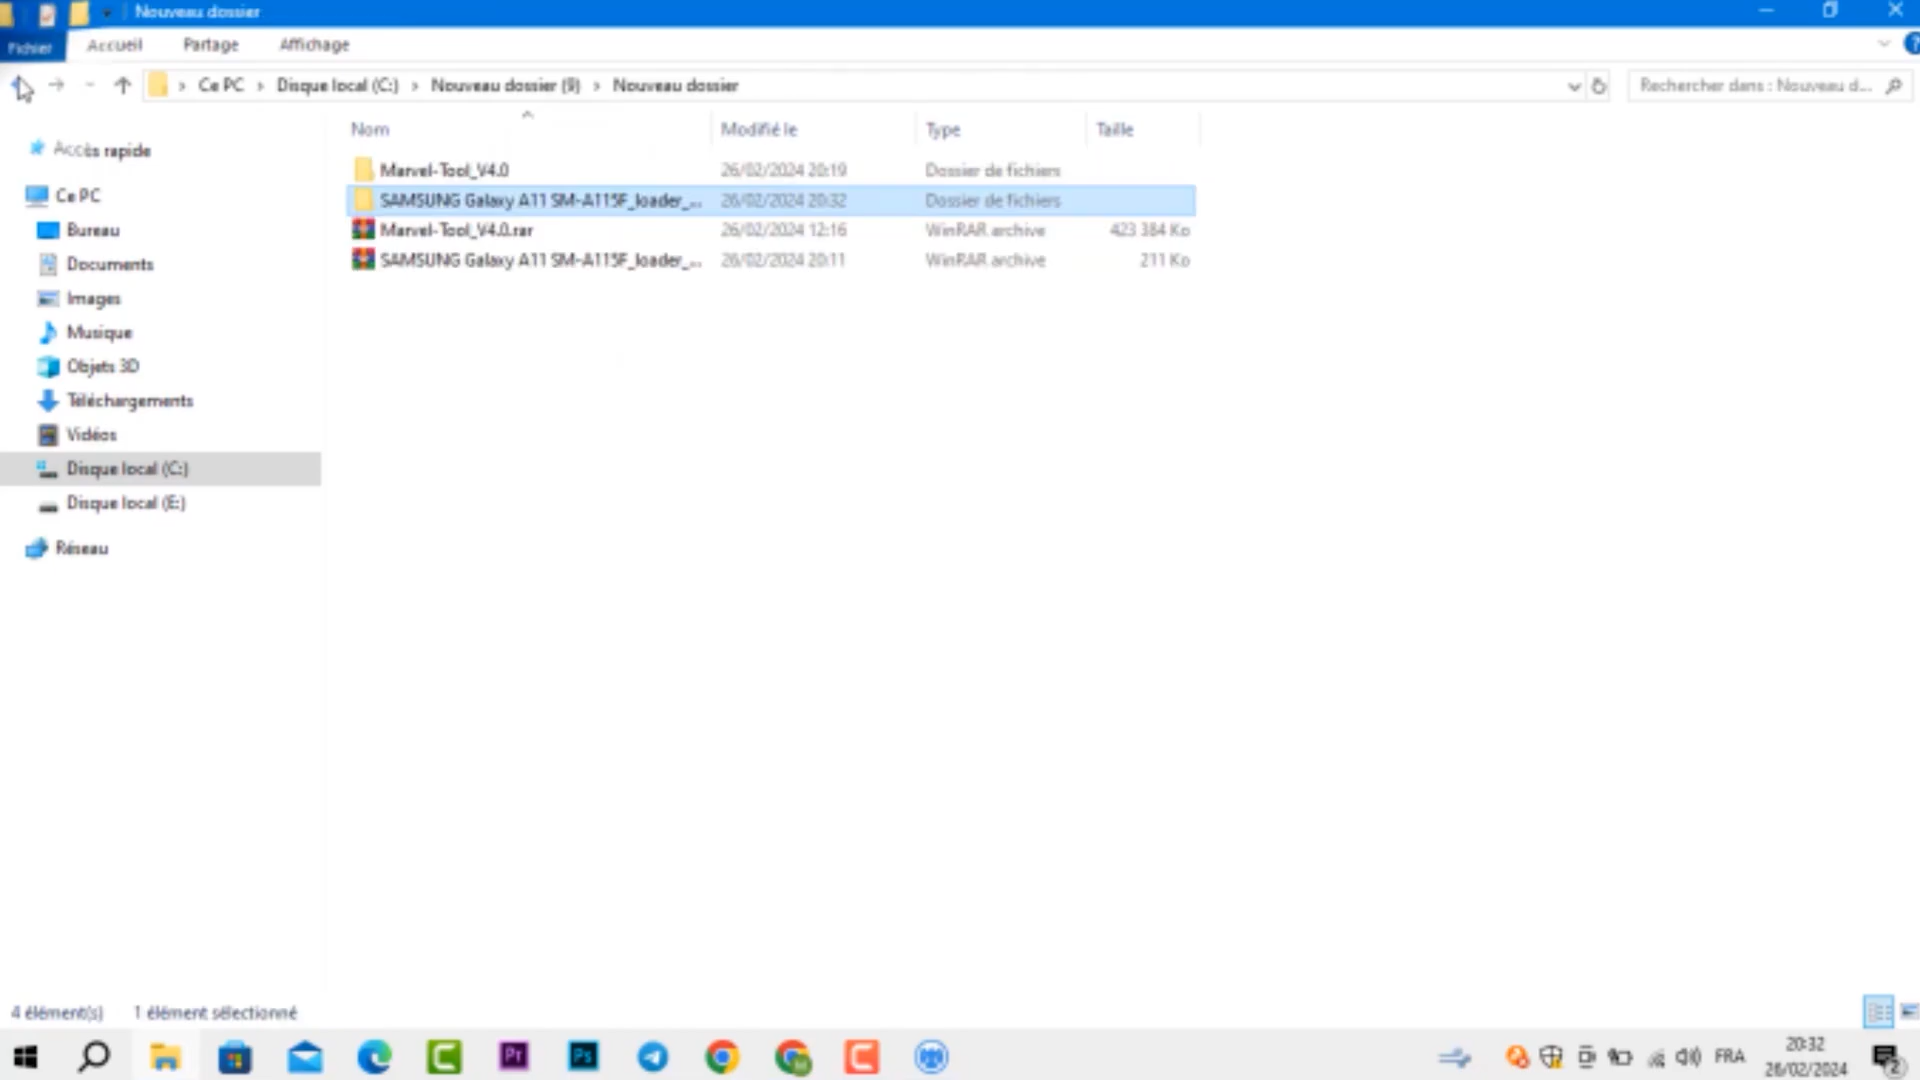 Nouveau dossier
Fichier Accueil Partage Affichage
Ce PC › Disque local (C:) › Nouveau dossier (9) › Nouveau dossier
Rechercher dans : Nouveau d...
Nom Modifié le Type Taille
Marvel-Tool_V4.0 26/02/2024 20:19 Dossier de fichiers
SAMSUNG Galaxy A11 SM-A115F_loader_... 26/02/2024 20:32 Dossier de fichiers
Marvel-Tool_V4.0.rar 26/02/2024 12:16 WinRAR archive 423 384 Ko
SAMSUNG Galaxy A11 SM-A115F_loader_... 26/02/2024 20:11 WinRAR archive 211 Ko
Accès rapide
Ce PC
Bureau
Documents
Images
Musique
Objets 3D
Téléchargements
Vidéos
Disque local (C:)
Disque local (E:)
Réseau
4 élément(s) 1 élément sélectionné
Pr Ps
FRA
20:32
26/02/2024
2